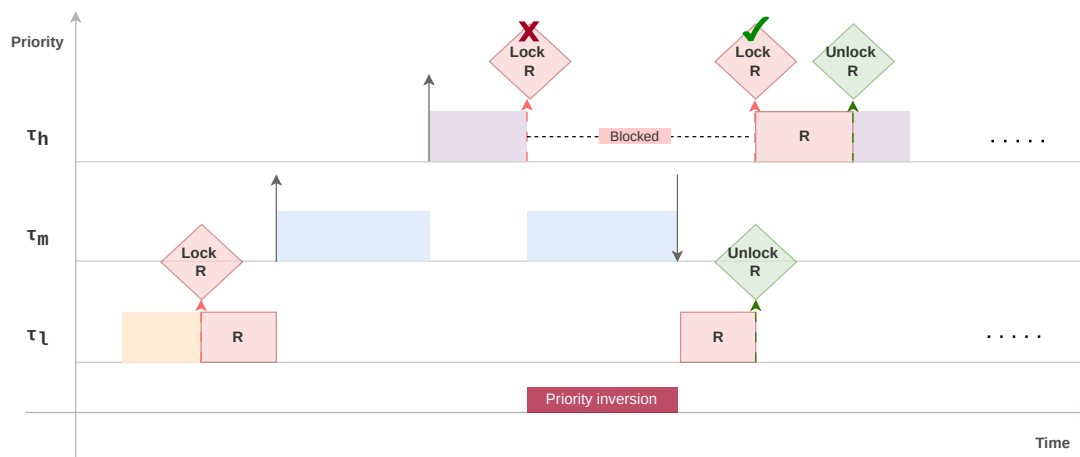 Priority
Lock
R
Lock
R
Unlock
R
τh
Blocked
R
. . . . .
τm
Lock
R
Unlock
R
τl
R
R
. . . . .
Priority inversion
Time